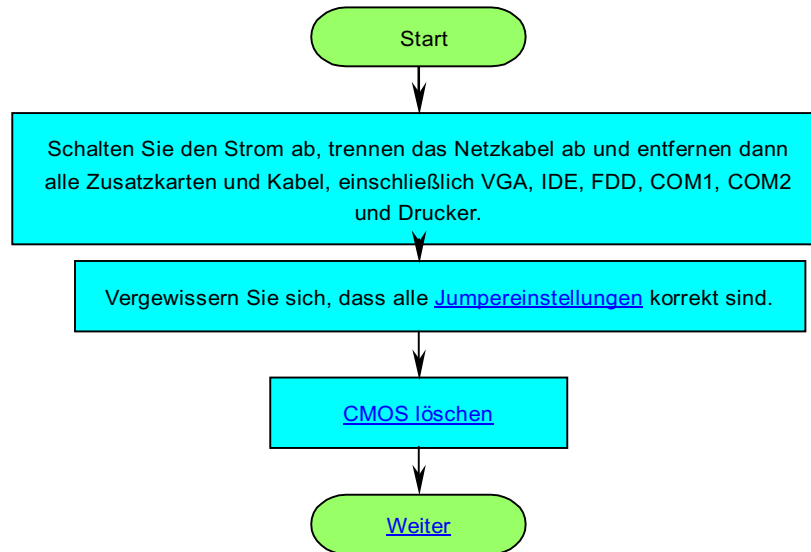 Start
Schalten Sie den Strom ab, trennen das Netzkabel ab und entfernen dann
alle Zusatzkarten und Kabel, einschließlich VGA, IDE, FDD, COM1, COM2
und Drucker.
Vergewissern Sie sich, dass alle Jumpereinstellungen korrekt sind.
CMOS löschen
Weiter